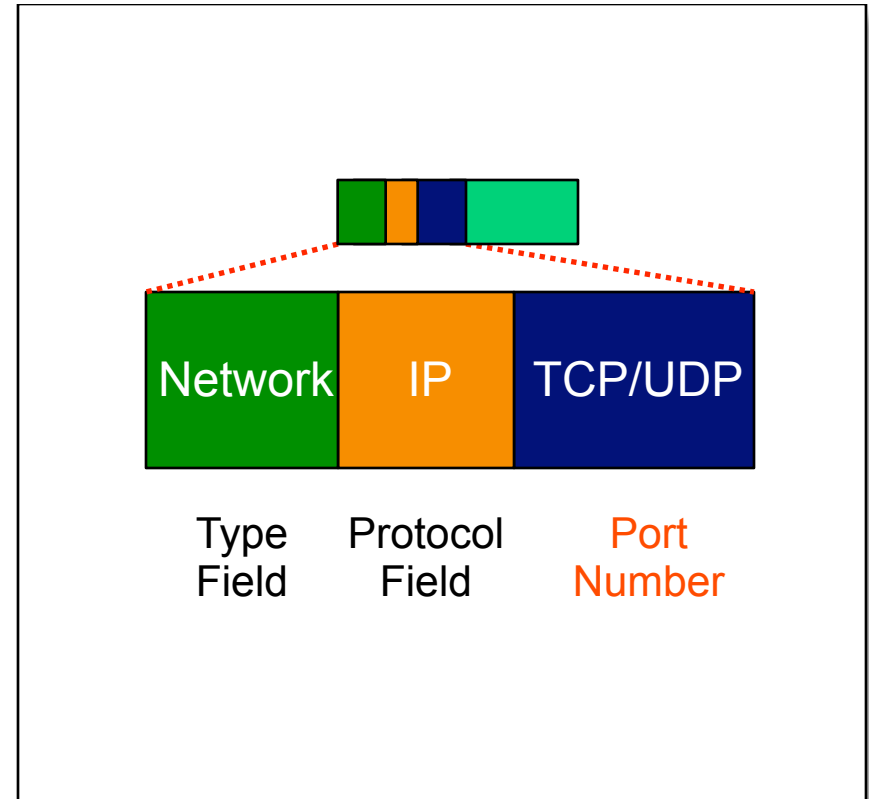 Network IP TCP/UDP
Type Protocol Port
Field Field Number